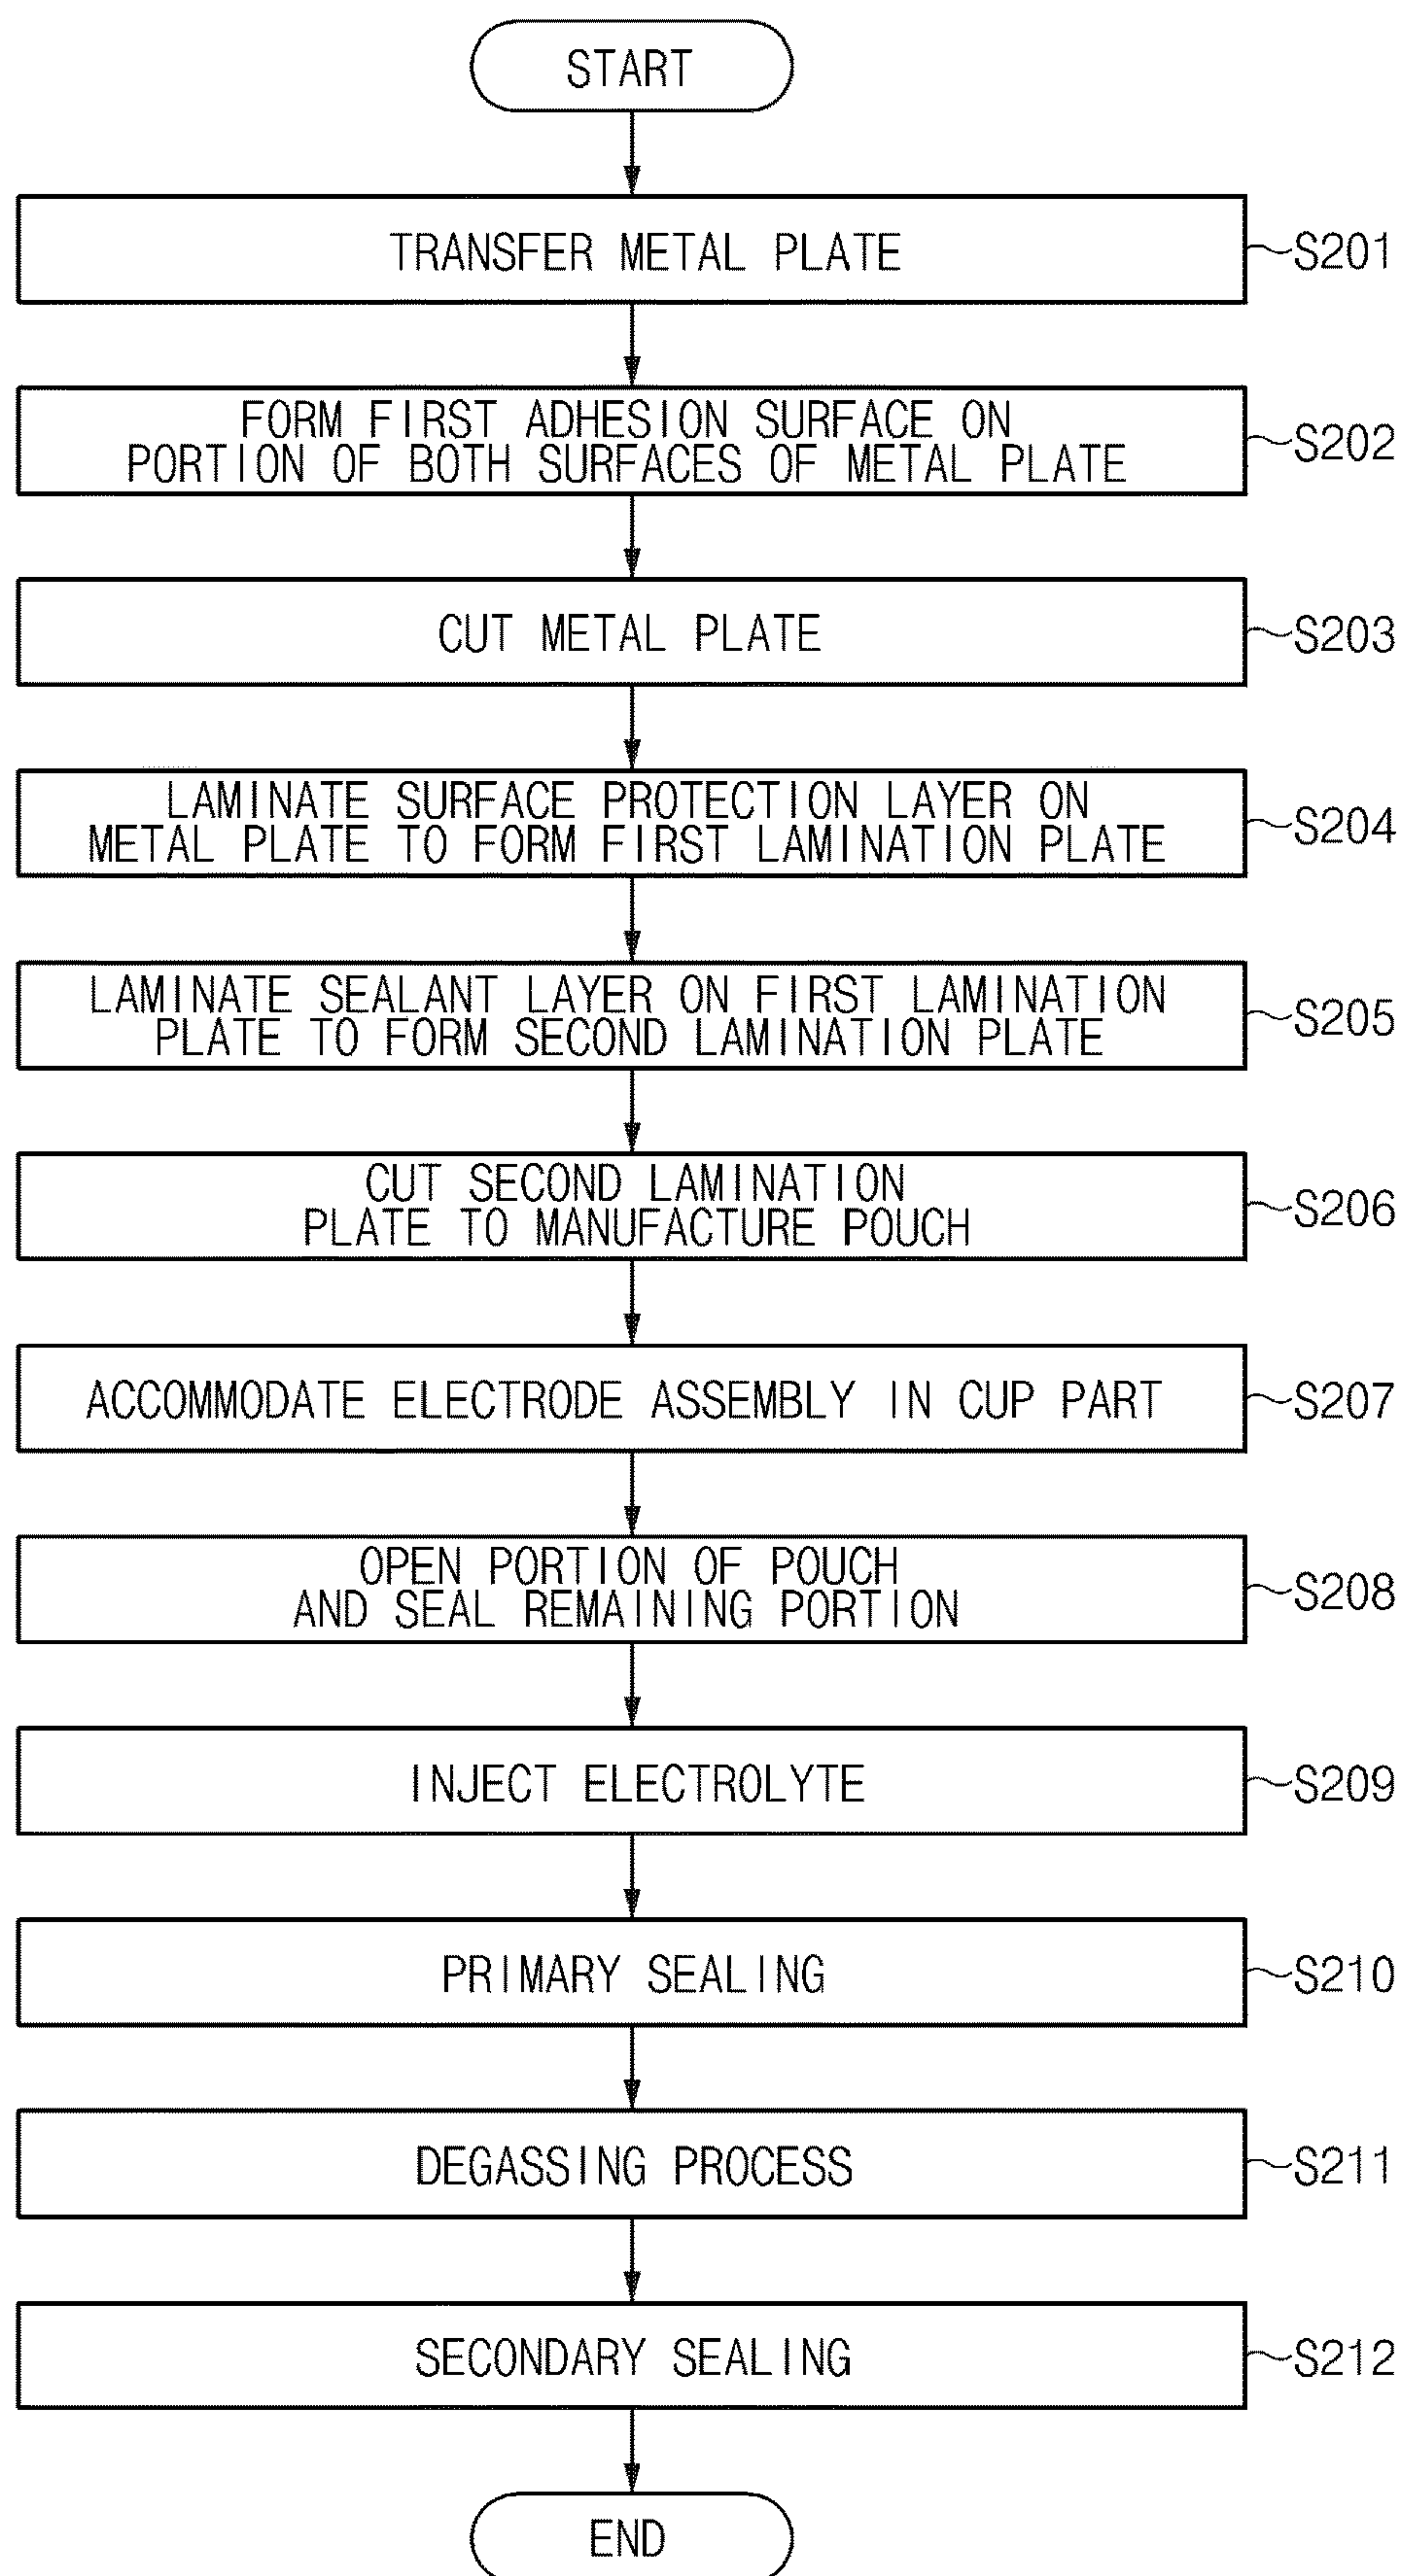 START
TRANSFER METAL PLATE
S201
FORM FIRST ADHESION SURFACE ON
PORTION OF BOTH SURFACES OF METAL PLATE
S202
CUT METAL PLATE
S203
LAMINATE SURFACE PROTECTION LAYER ON
METAL PLATE TO FORM FIRST LAMINATION PLATE
S204
LAMINATE SEALANT LAYER ON FIRST LAMINATION
PLATE TO FORM SECOND LAMINATION PLATE
S205
CUT SECOND LAMINATION
PLATE TO MANUFACTURE POUCH
S206
ACCOMMODATE ELECTRODE ASSEMBLY IN CUP PART
S207
OPEN PORTION OF POUCH
AND SEAL REMAINING PORTION
S208
INJECT ELECTROLYTE
S209
PRIMARY SEALING
S210
DEGASSING PROCESS
S211
SECONDARY SEALING
S212
END